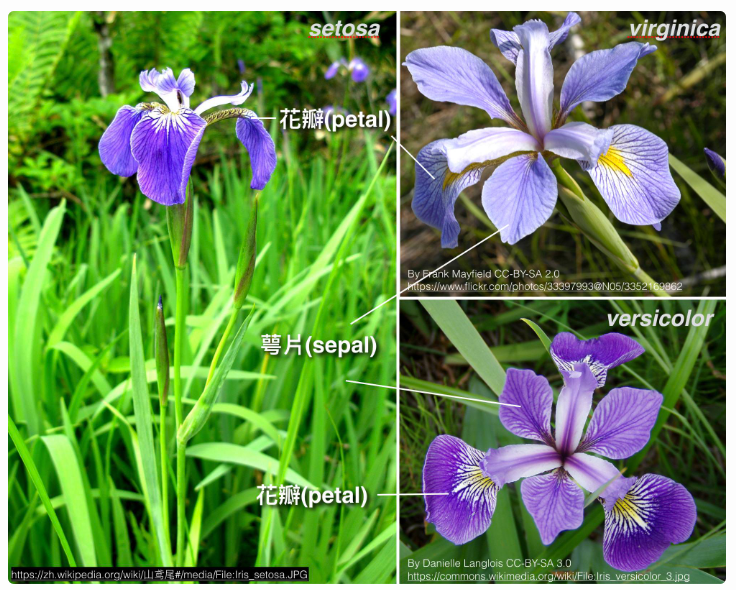 setosa
花瓣(petal)
萼片(sepal)
花瓣(petal)
https://zh.wikipedia.org/wiki/山鸢尾#/media/File:Iris_setosa.JPG
virginica
By Frank Mayfield CC-BY-SA 2.0
https://www.flickr.com/photos/33397993@N05/3352169862
versicolor
By Danielle Langlois CC-BY-SA 3.0
https://commons.wikimedia.org/wiki/File:Iris_versicolor_3.jpg